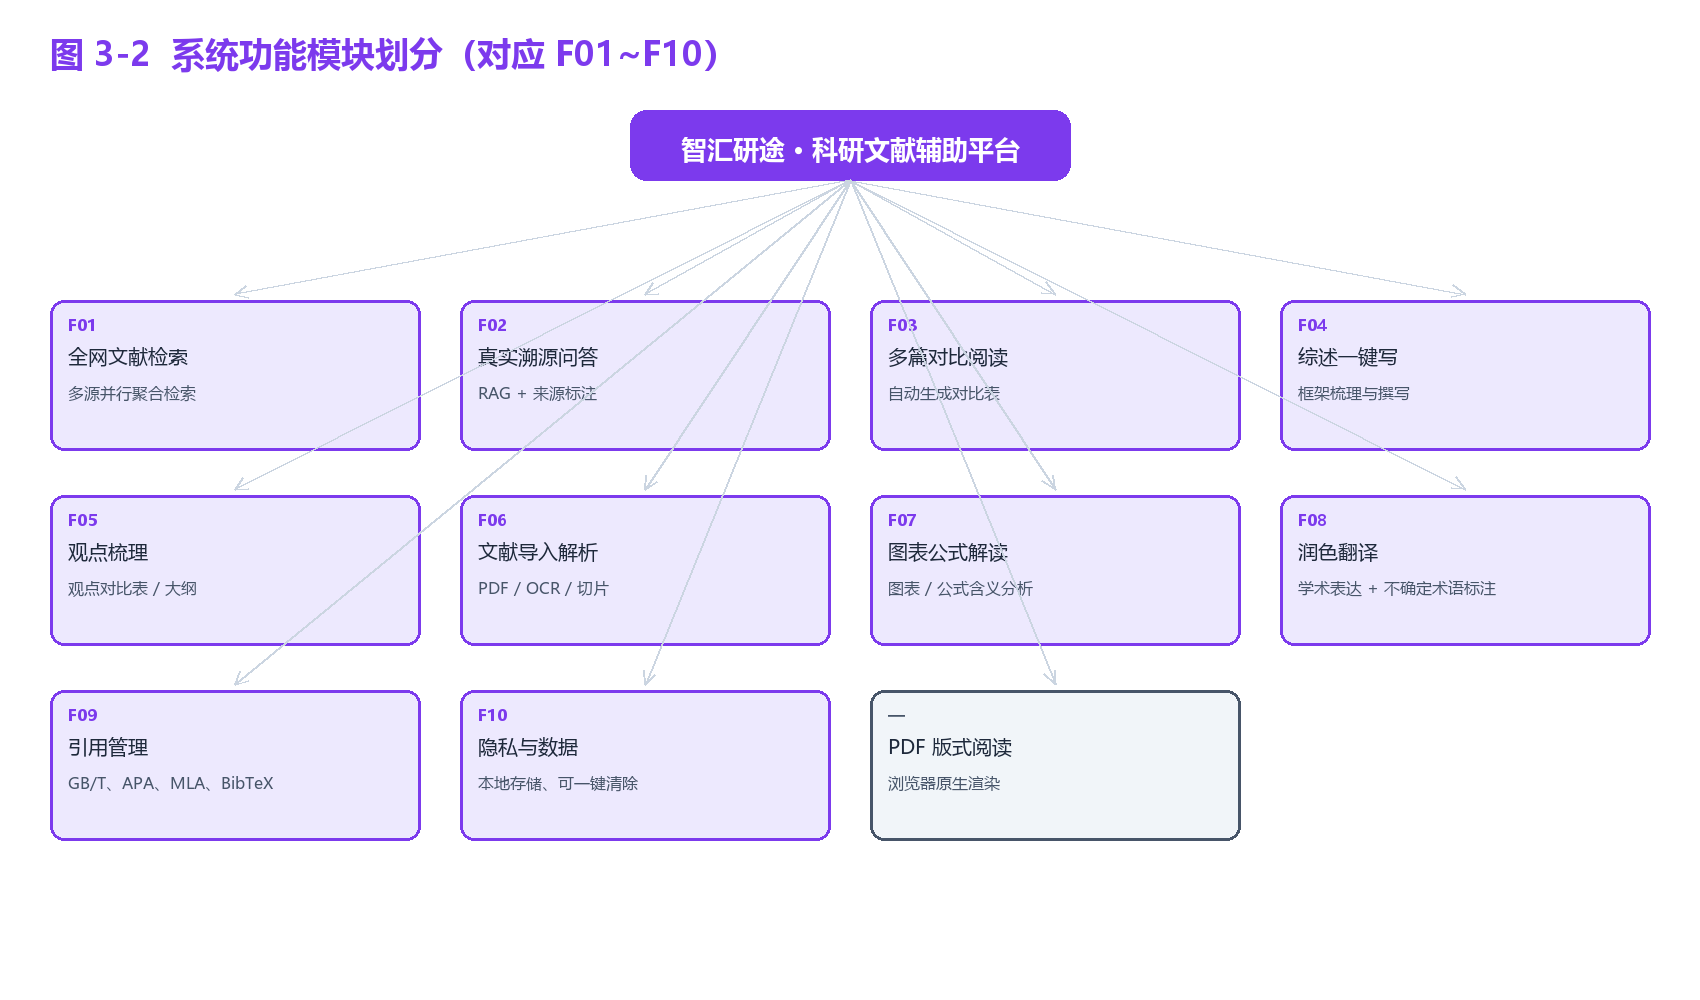 图 3-2 系统功能模块划分（对应 F01~F10）
智汇研途·科研文献辅助平台
F01
全网文献检索
多源并行聚合检索
F02
真实溯源问答
RAG + 来源标注
F03
多篇对比阅读
自动生成对比表
F04
综述一键写
框架梳理与撰写
F05
观点梳理
观点对比表 / 大纲
F06
文献导入解析
PDF / OCR / 切片
F07
图表公式解读
图表 / 公式含义分析
F08
润色翻译
学术表达 + 不确定术语标注
F09
引用管理
GB/T、APA、MLA、BibTeX
F10
隐私与数据
本地存储、可一键清除
—
PDF 版式阅读
浏览器原生渲染